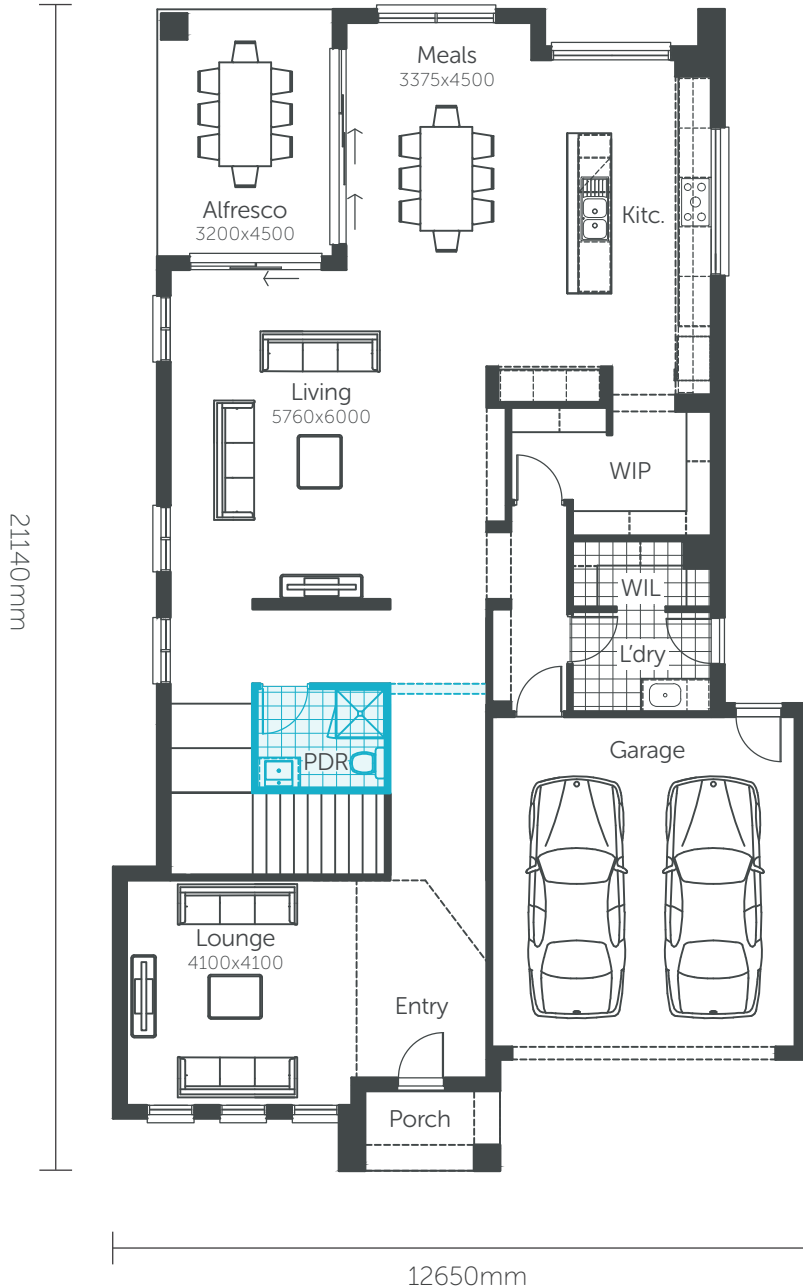 Meals
3375x4500
Alfresco
3200x4500
Kitc.
Living
5760x6000
WIP
21140mm
WIL
L'dry
Garage
PDR
Lounge
4100x4100
Entry
Porch
12650mm